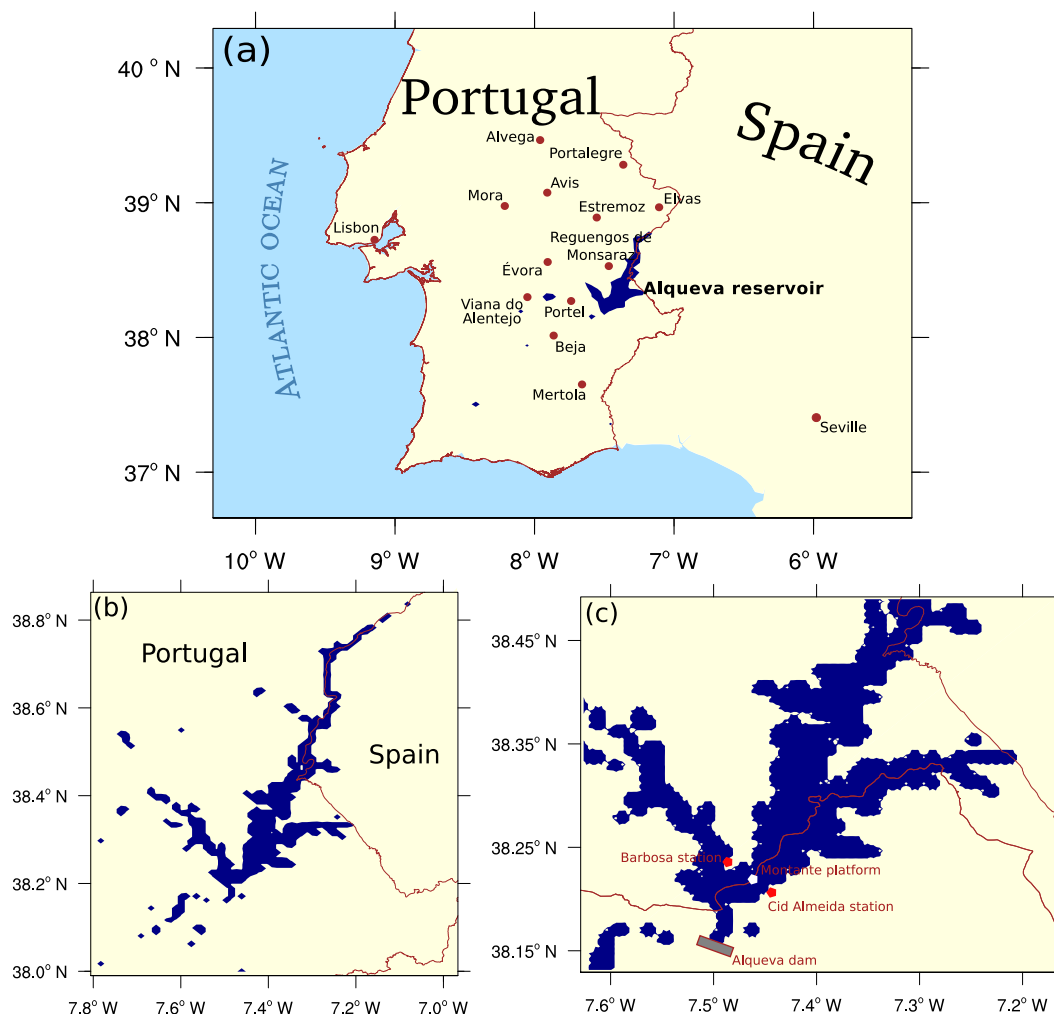 (a)
Portugal
Spain
ATLANTIC OCEAN
40° N
39° N
38° N
37° N
Alvega
Portalegre
Avis
Mora
Elvas
Estremoz
Lisbon
Reguengos de
Monsaraz
Évora
Alqueva reservoir
Viana do
Alentejo
Portel
Beja
Mertola
Seville
10° W
9° W
8° W
7° W
6° W
(b)
Portugal
Spain
38.8° N
38.6° N
38.4° N
38.2° N
38.0° N
7.8° W
7.6° W
7.4° W
7.2° W
7.0° W
(c)
38.45° N
38.35° N
38.25° N
38.15° N
Barbosa station
Montante platform
Cid Almeida station
Alqueva dam
7.6° W
7.5° W
7.4° W
7.3° W
7.2° W